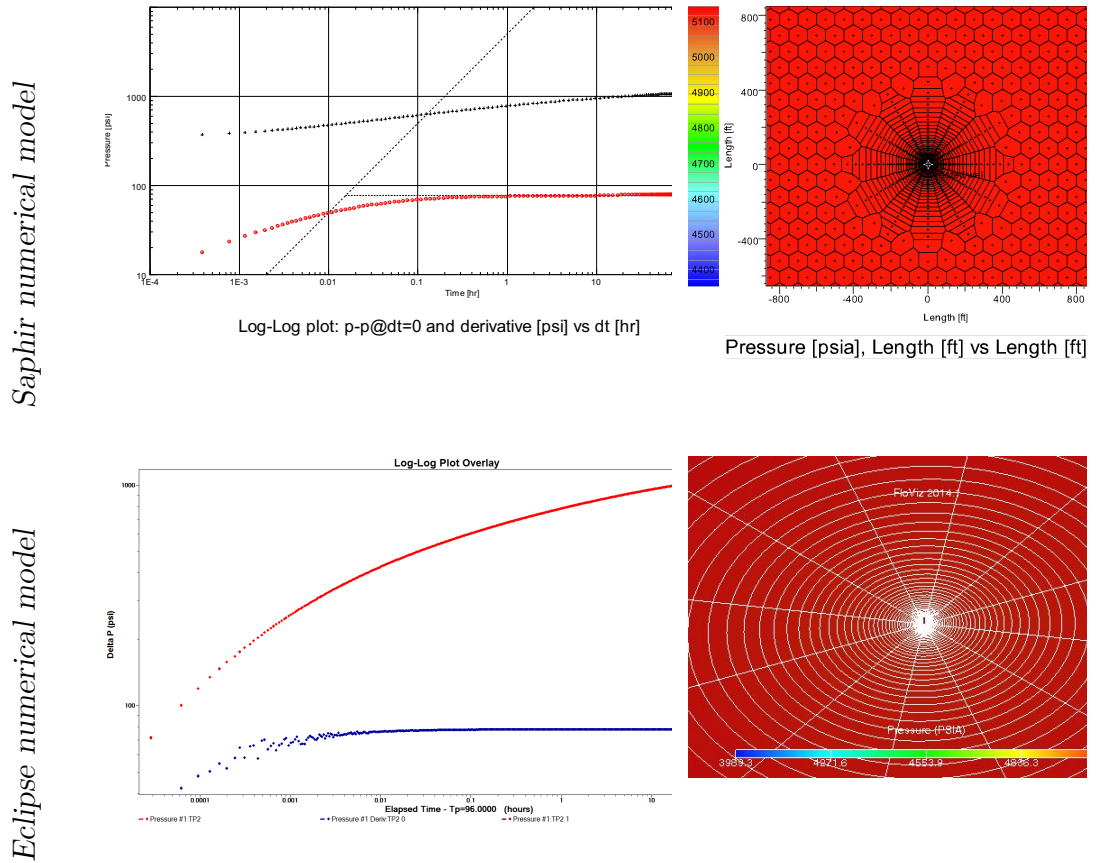 Saphir numerical model
1000
100
10
1E-4
1E-3
0.01
0.1
1
10
Time [hr]
Pressure [psi]
Log-Log plot: p-p@dt=0 and derivative [psi] vs dt [hr]
5100
5000
4900
4800
4700
4600
4500
4400
Length [ft]
800
400
0
-400
-800
-400
0
400
800
Length [ft]
Pressure [psia], Length [ft] vs Length [ft]
Eclipse numerical model
Log-Log Plot Overlay
1000
100
Delta P (psi)
0.0001
0.001
0.01
0.1
1
10
Elapsed Time - Tp=96.0000 (hours)
Pressure #1:TP2
Pressure #1 Deriv:TP2 0
Pressure #1:TP2 1
FloViz 2014.1
Pressure (PSIA)
3989.3
4271.6
4553.9
4836.3